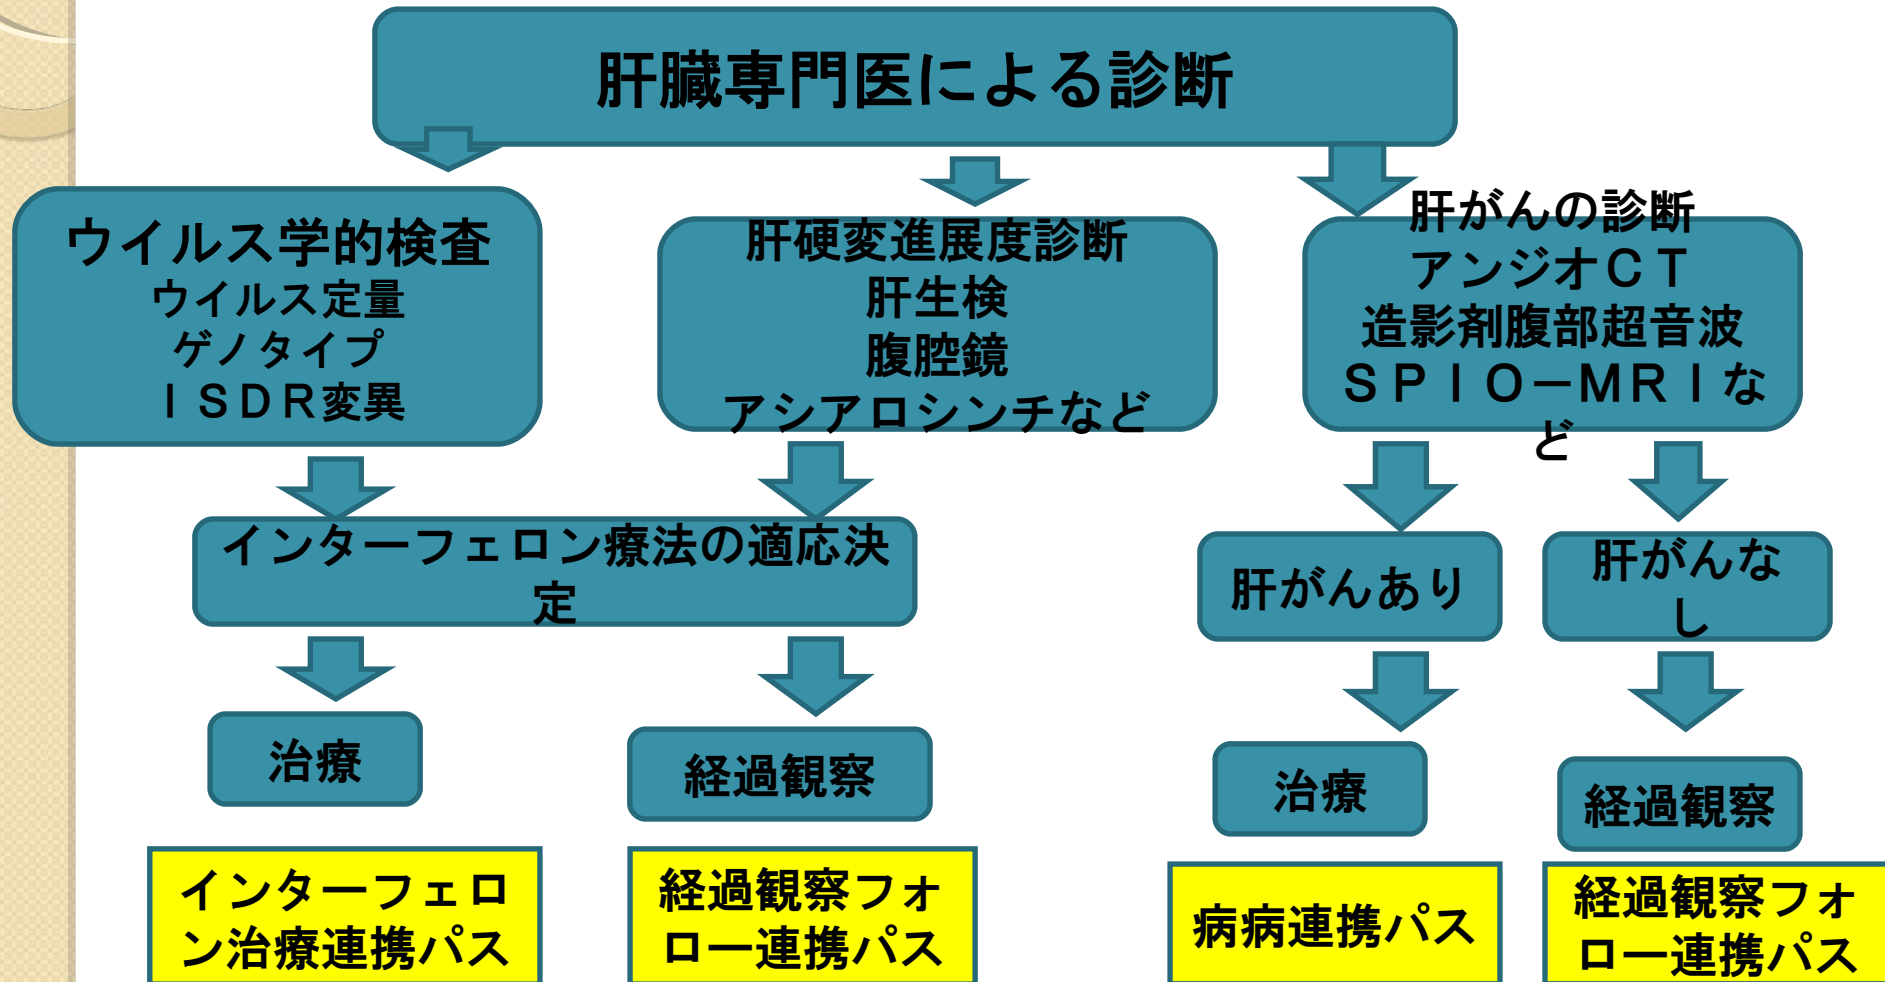 肝臓専門医による診断
ウイルス学的検査
ウイルス定量
ゲノタイプ
ＩＳＤＲ変異
肝硬変進展度診断
肝生検
腹腔鏡
アシアロシンチなど
肝がんの診断
アンジオＣＴ
造影剤腹部超音波
ＳＰＩＯ－ＭＲＩな
ど
インターフェロン療法の適応決
定
肝がんあり
肝がんな
し
治療
経過観察
治療
経過観察
インターフェロ
ン治療連携パス
経過観察フォ
ロー連携パス
病病連携パス
経過観察フォ
ロー連携パス